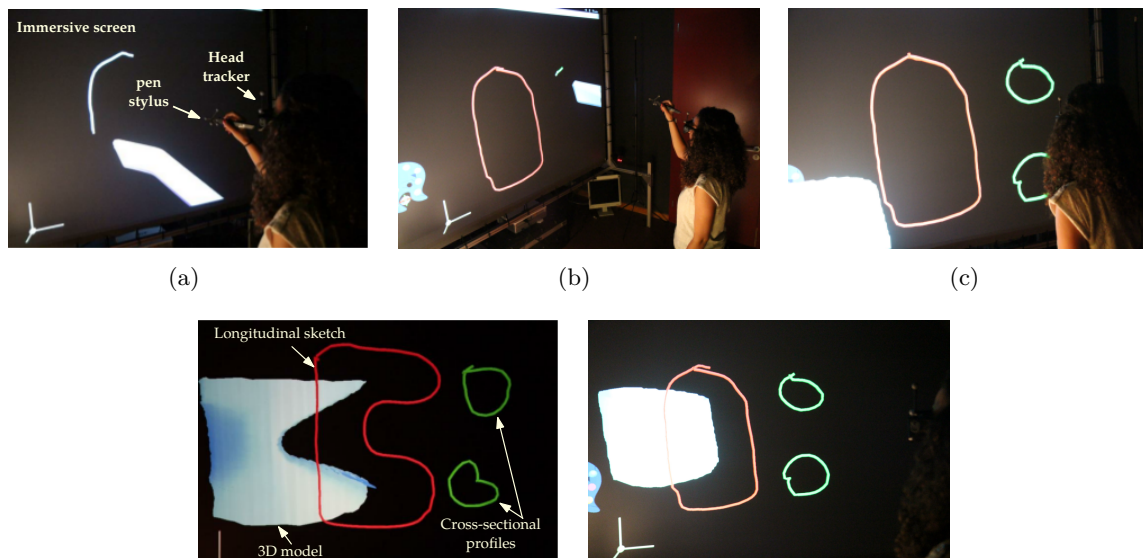 Immersive screen
Head
tracker
pen
stylus
(a)
(b)
(c)
Longitudinal sketch
Cross-sectional
profiles
3D model